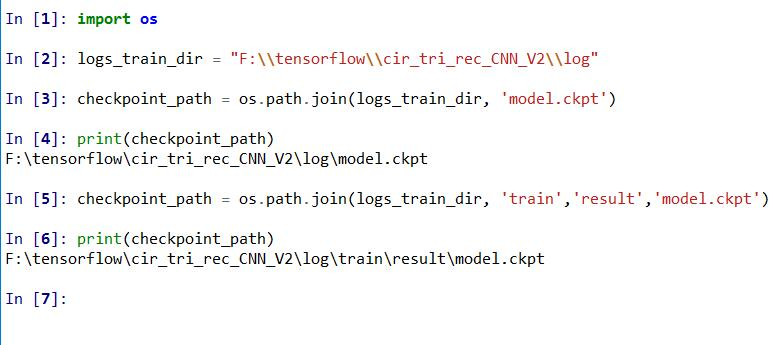 In [1]: import os
In [2]: logs_train_dir = "F:\\tensorflow\\cir_tri_rec_CNN_V2\\log"
In [3]: checkpoint_path = os.path.join(logs_train_dir, 'model.ckpt')
In [4]: print(checkpoint_path)
F:\tensorflow\cir_tri_rec_CNN_V2\log\model.ckpt
In [5]: checkpoint_path = os.path.join(logs_train_dir, 'train','result','model.ckpt')
In [6]: print(checkpoint_path)
F:\tensorflow\cir_tri_rec_CNN_V2\log\train\result\model.ckpt
In [7]: